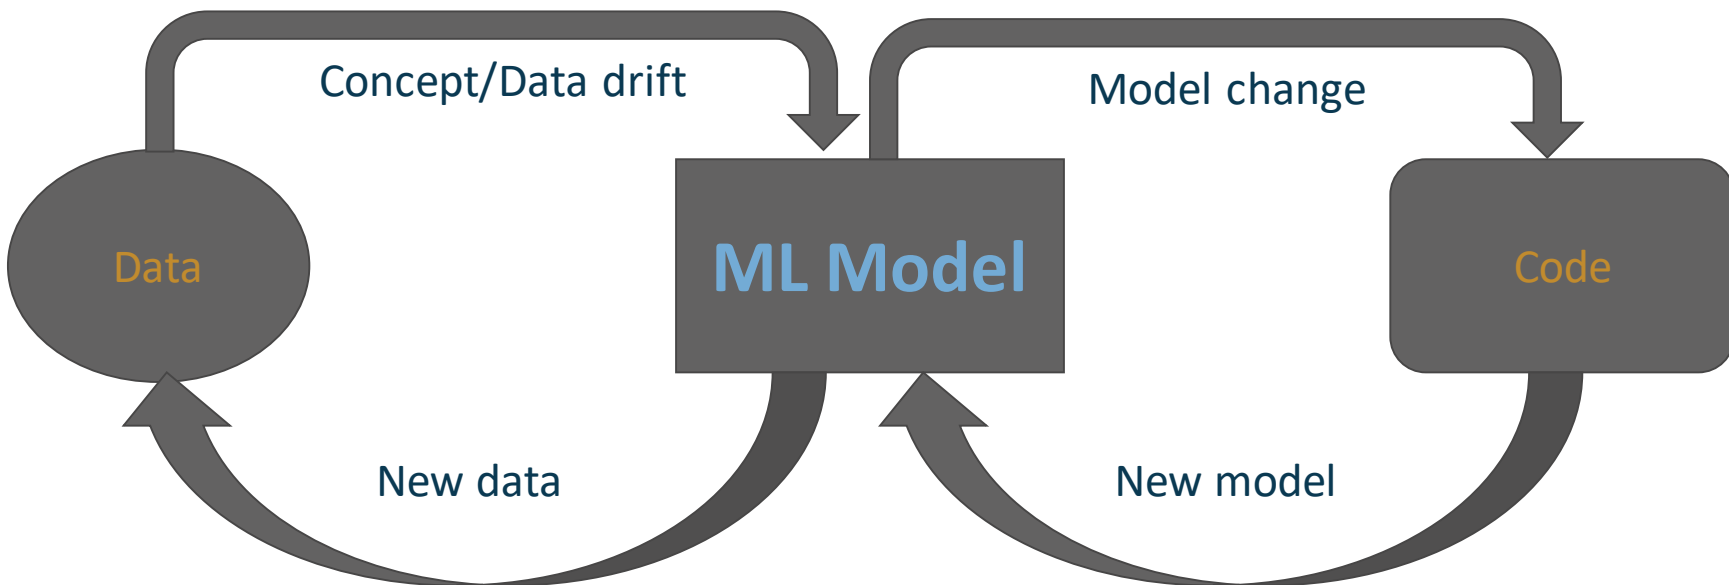 Concept/Data drift
Model change
Data
ML Model
Code
New data
New model